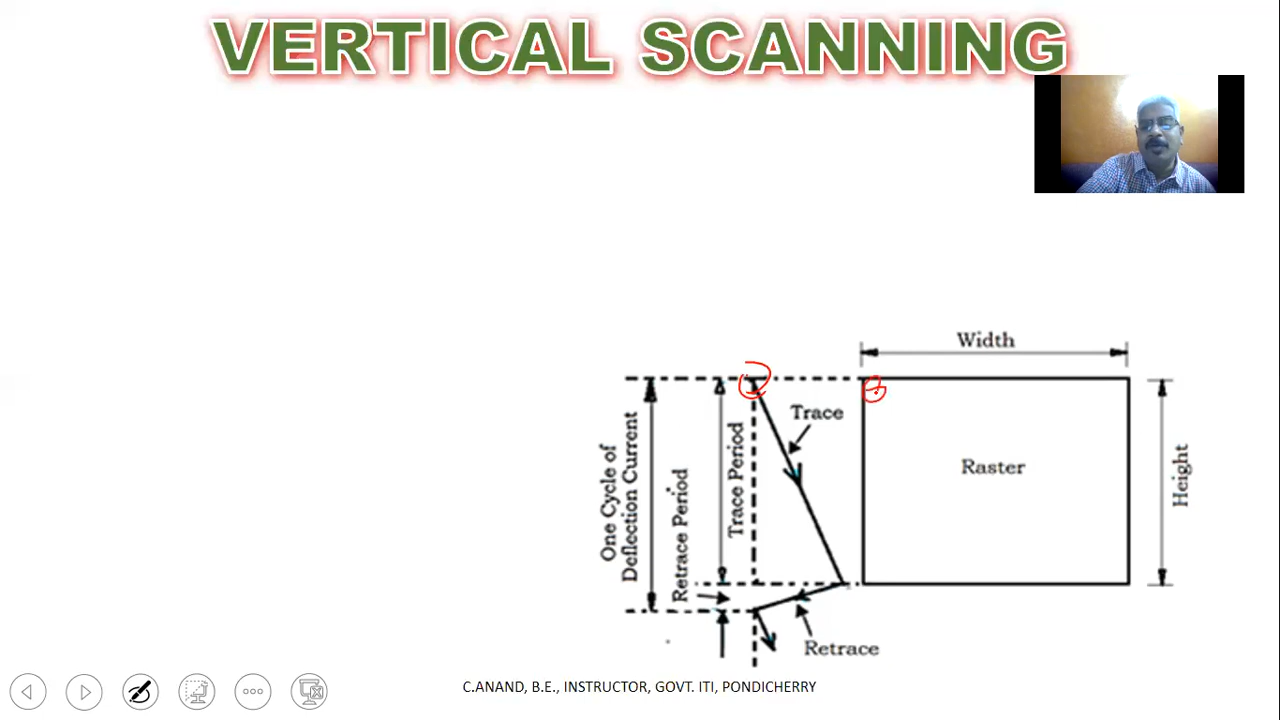 VERTICAL SCANNING
Width
Trace
One Cycle of
Deflection Current
Retrace Period
Trace Period
Raster
Height
Retrace
C.ANAND, B.E., INSTRUCTOR, GOVT. ITI, PONDICHERRY